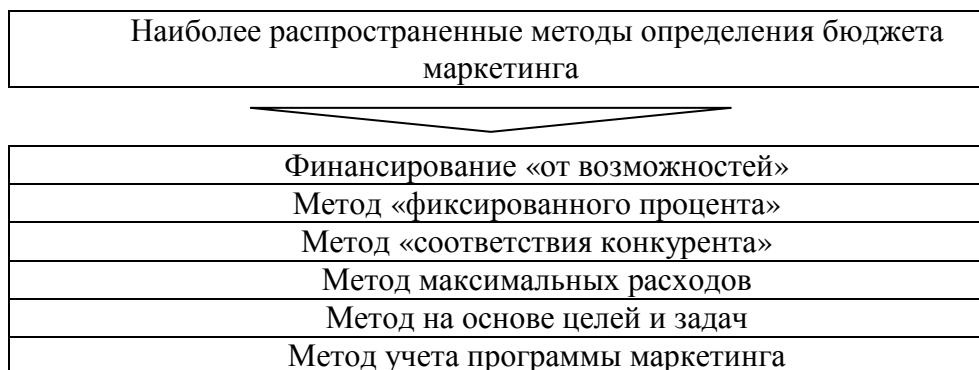 Наиболее распространенные методы определения бюджета
маркетинга
Финансирование «от возможностей»
Метод «фиксированного процента»
Метод «соответствия конкурента»
Метод максимальных расходов
Метод на основе целей и задач
Метод учета программы маркетинга